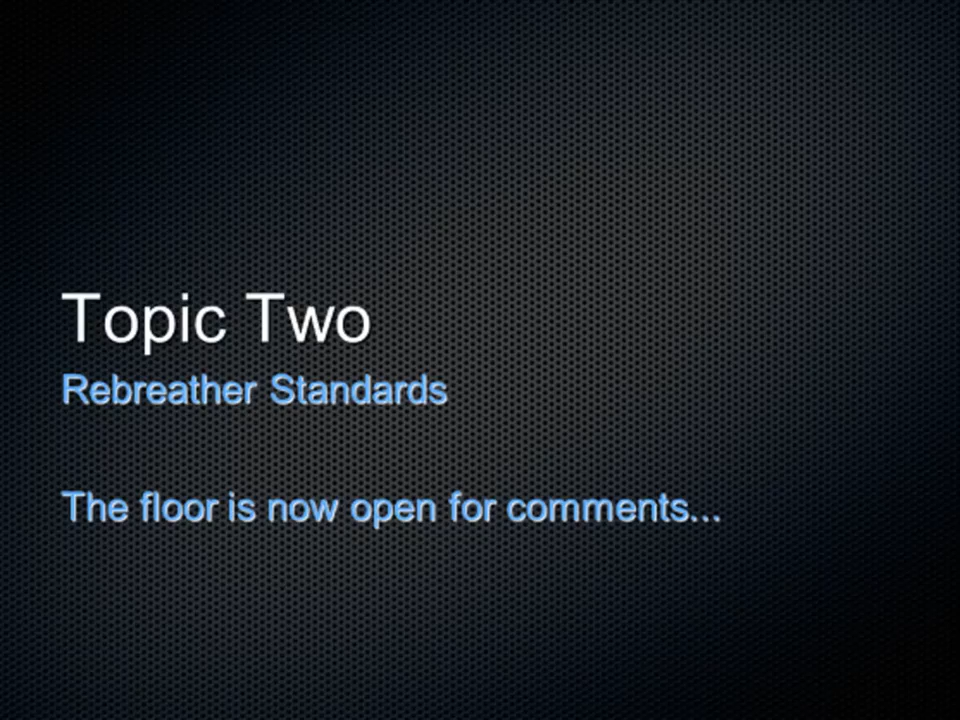 Topic Two
Rebreather Standards
The floor is now open for comments...